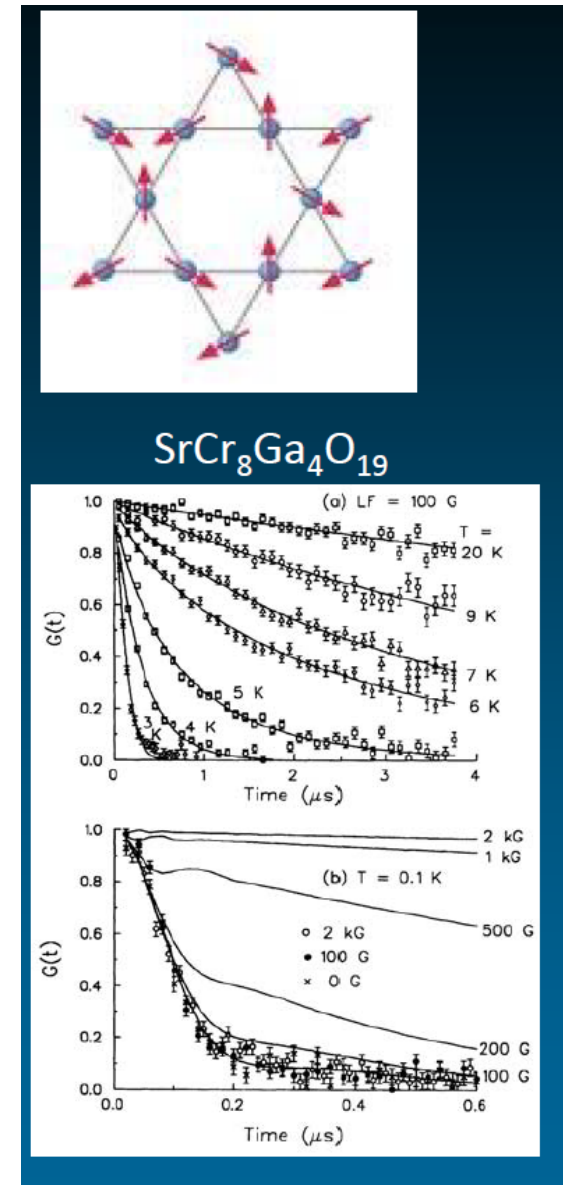 SrCr₈Ga₄O₁₉
(a) LF = 100 G
T =
20 K
9 K
7 K
6 K
5 K
4 K
3 K
G(t)
1.0
0.8
0.6
0.4
0.2
0.0
0 1 2 3 4
Time (μs)
(b) T = 0.1 K
2 kG
1 kG
500 G
200 G
100 G
○ 2 kG
● 100 G
× 0 G
G(t)
1.0
0.8
0.6
0.4
0.2
0.0
0.0 0.2 0.4 0.6
Time (μs)